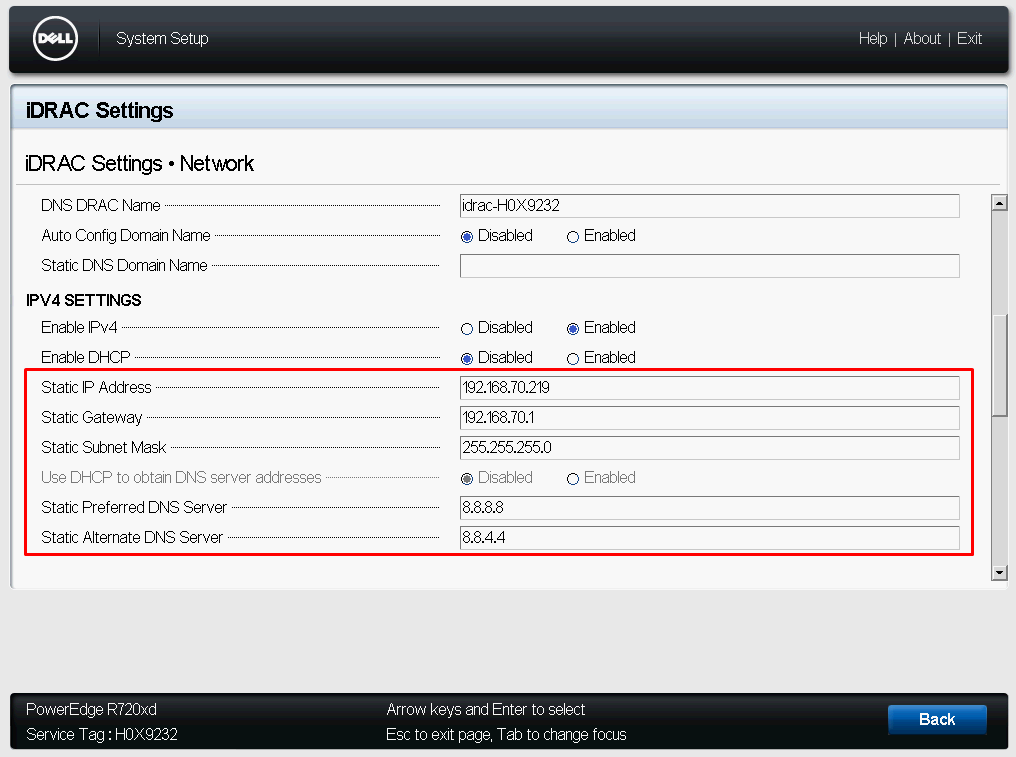 DELL System Setup Help | About | Exit
iDRAC Settings
iDRAC Settings • Network
DNS DRAC Name idrac-H0X9232
Auto Config Domain Name Disabled Enabled
Static DNS Domain Name
IPV4 SETTINGS
Enable IPv4 Disabled Enabled
Enable DHCP Disabled Enabled
Static IP Address 192.168.70.219
Static Gateway 192.168.70.1
Static Subnet Mask 255.255.255.0
Use DHCP to obtain DNS server addresses Disabled Enabled
Static Preferred DNS Server 8.8.8.8
Static Alternate DNS Server 8.8.4.4
PowerEdge R720xd Arrow keys and Enter to select
Service Tag : H0X9232 Esc to exit page, Tab to change focus
Back